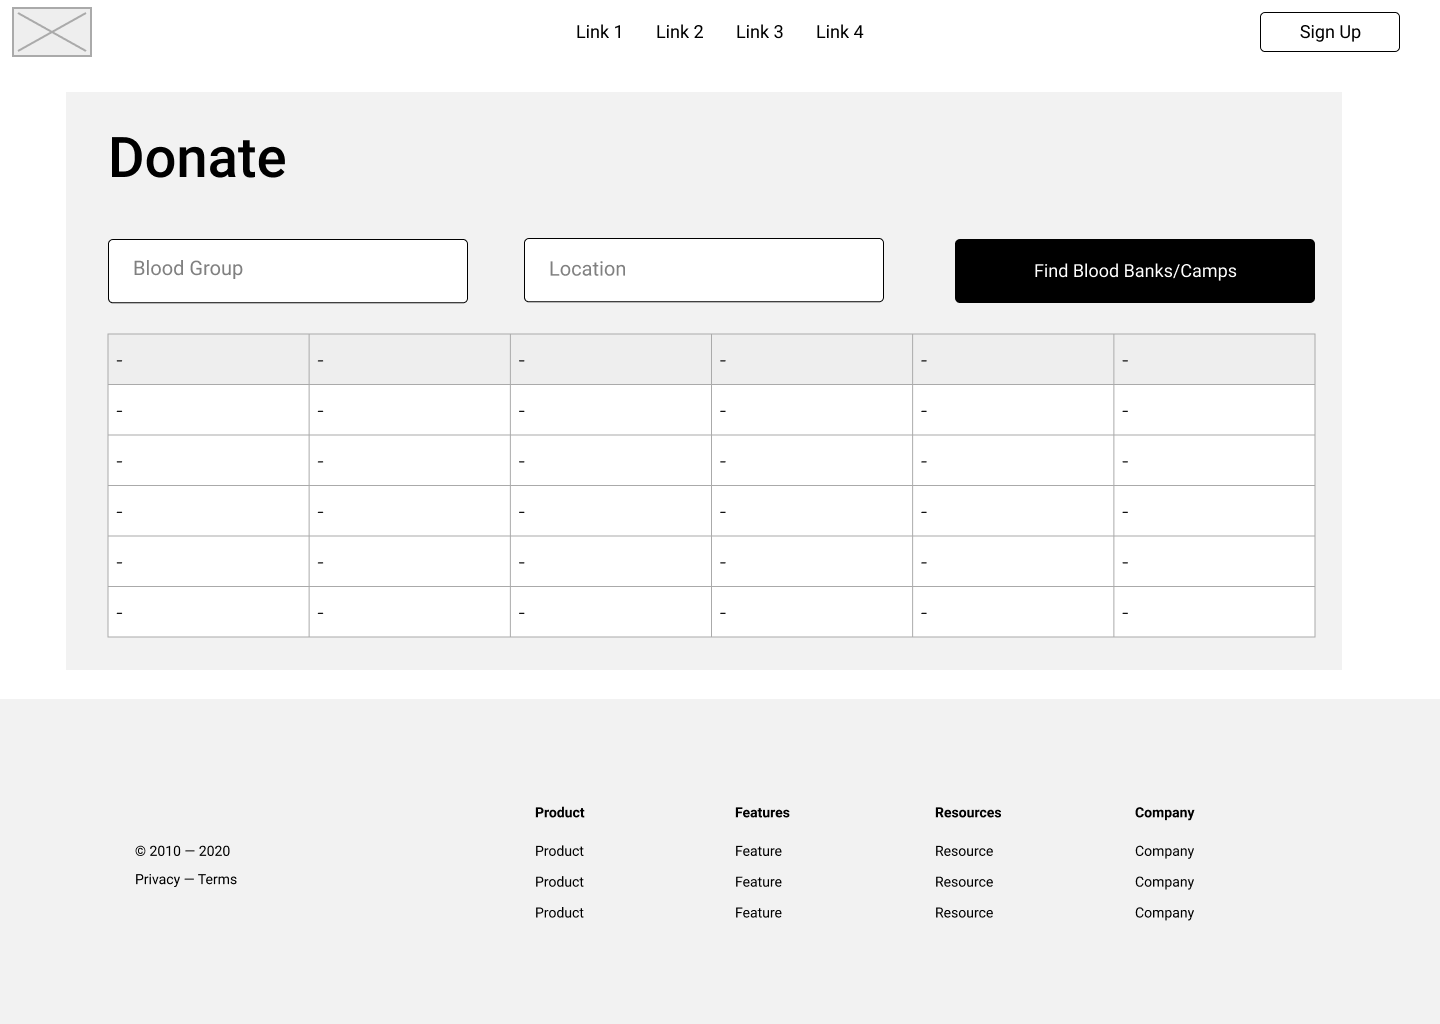 Link 1 Link 2 Link 3 Link 4 Sign Up
Donate
Blood Group Location Find Blood Banks/Camps
- - - - - -
- - - - - -
- - - - - -
- - - - - -
- - - - - -
- - - - - -
Product Features Resources Company
© 2010 — 2020 Product Feature Resource Company
Privacy — Terms Product Feature Resource Company
Product Feature Resource Company